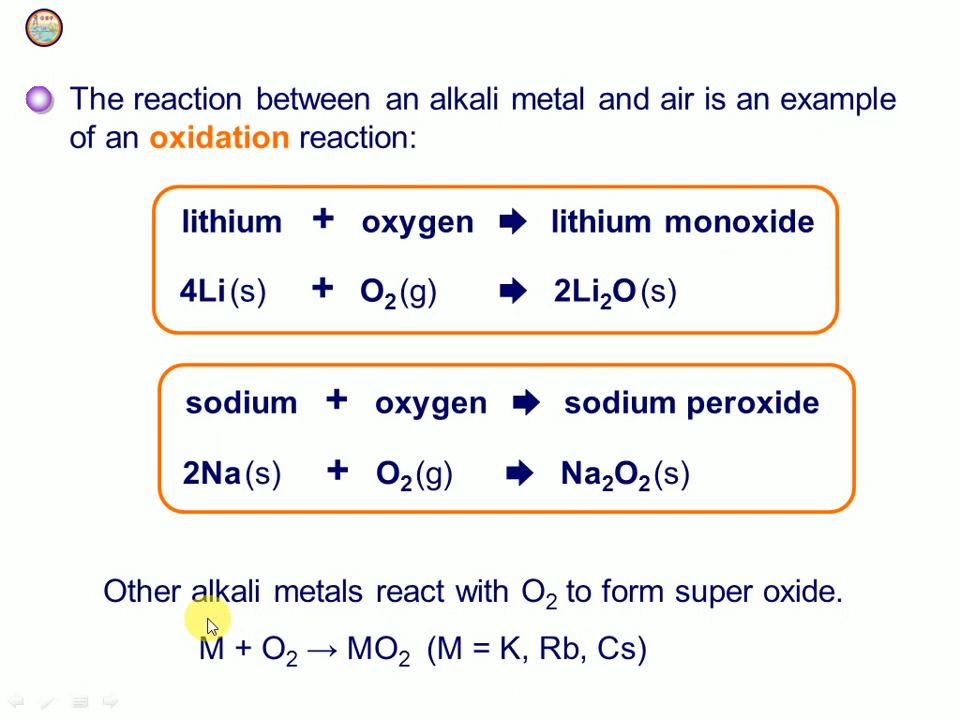 The reaction between an alkali metal and air is an example
of an oxidation reaction:
lithium + oxygen 🡆 lithium monoxide
4Li (s) + O₂ (g) 🡆 2Li₂O (s)
sodium + oxygen 🡆 sodium peroxide
2Na (s) + O₂ (g) 🡆 Na₂O₂ (s)
Other alkali metals react with O₂ to form super oxide.
M + O₂ → MO₂ (M = K, Rb, Cs)